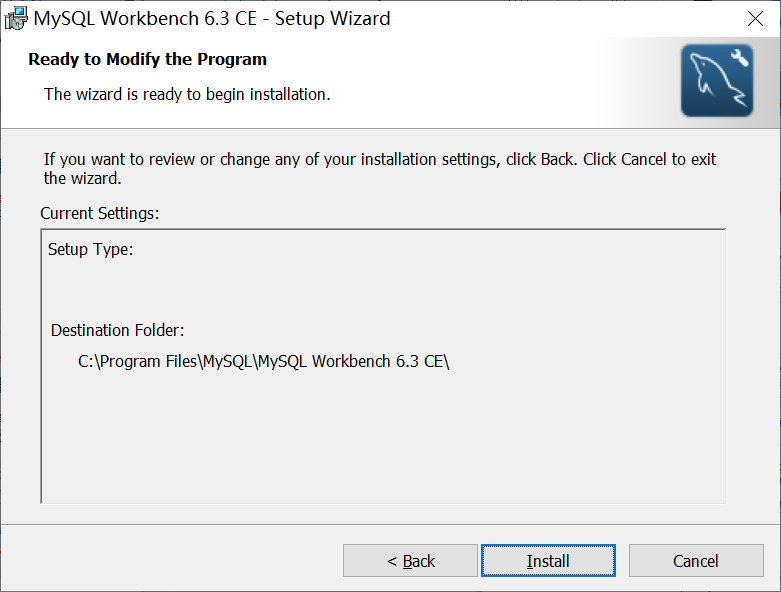 MySQL Workbench 6.3 CE - Setup Wizard
Ready to Modify the Program
The wizard is ready to begin installation.
If you want to review or change any of your installation settings, click Back. Click Cancel to exit
the wizard.
Current Settings:
Setup Type:
Destination Folder:
C:\Program Files\MySQL\MySQL Workbench 6.3 CE\
< Back
Install
Cancel